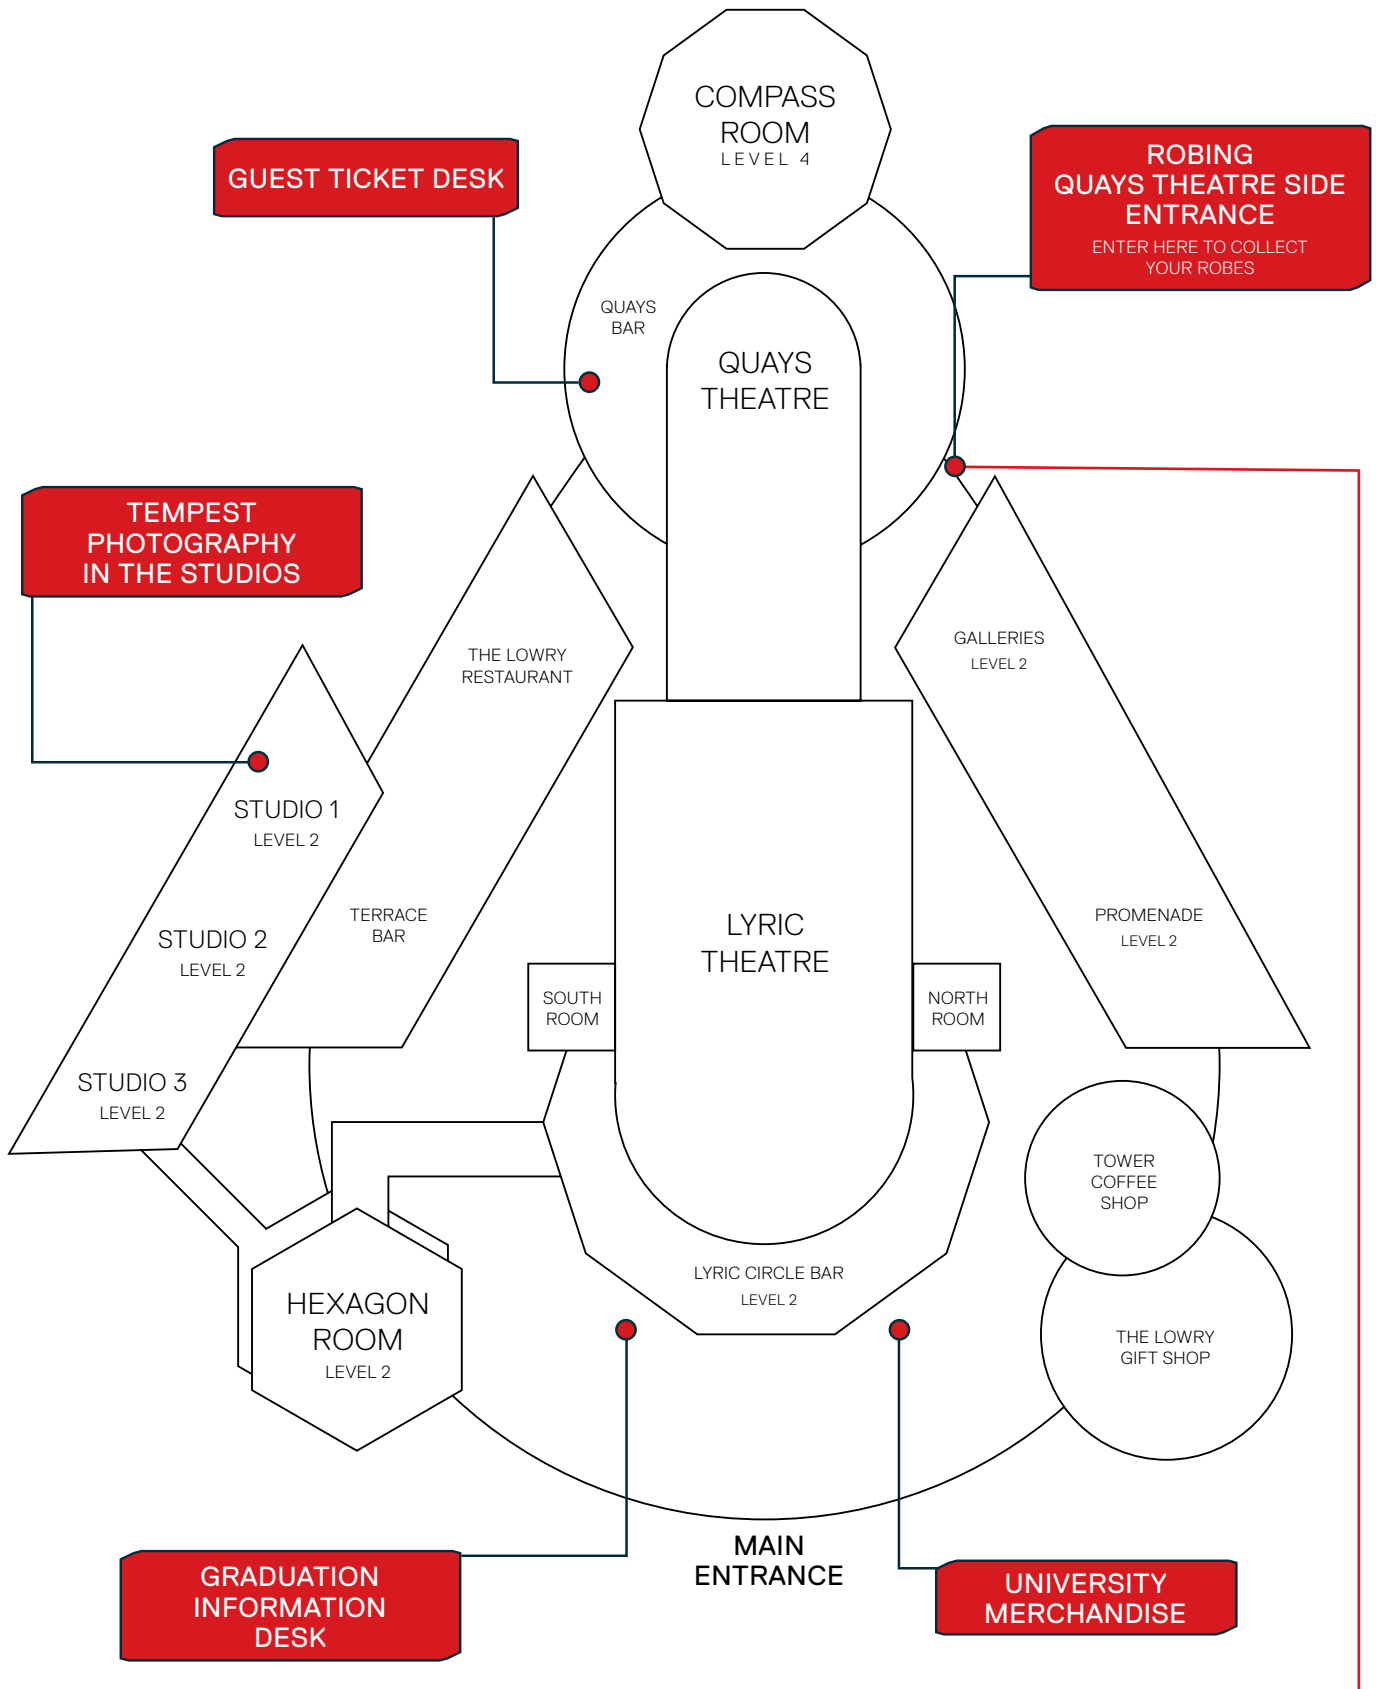 COMPASS
ROOM
LEVEL 4
GUEST TICKET DESK
ROBING
QUAYS THEATRE SIDE
ENTRANCE
ENTER HERE TO COLLECT
YOUR ROBES
QUAYS
BAR
QUAYS
THEATRE
TEMPEST
PHOTOGRAPHY
IN THE STUDIOS
THE LOWRY
RESTAURANT
GALLERIES
LEVEL 2
STUDIO 1
LEVEL 2
TERRACE
BAR
STUDIO 2
LEVEL 2
LYRIC
THEATRE
PROMENADE
LEVEL 2
SOUTH
ROOM
NORTH
ROOM
STUDIO 3
LEVEL 2
TOWER
COFFEE
SHOP
LYRIC CIRCLE BAR
LEVEL 2
HEXAGON
ROOM
LEVEL 2
THE LOWRY
GIFT SHOP
MAIN
ENTRANCE
GRADUATION
INFORMATION
DESK
UNIVERSITY
MERCHANDISE